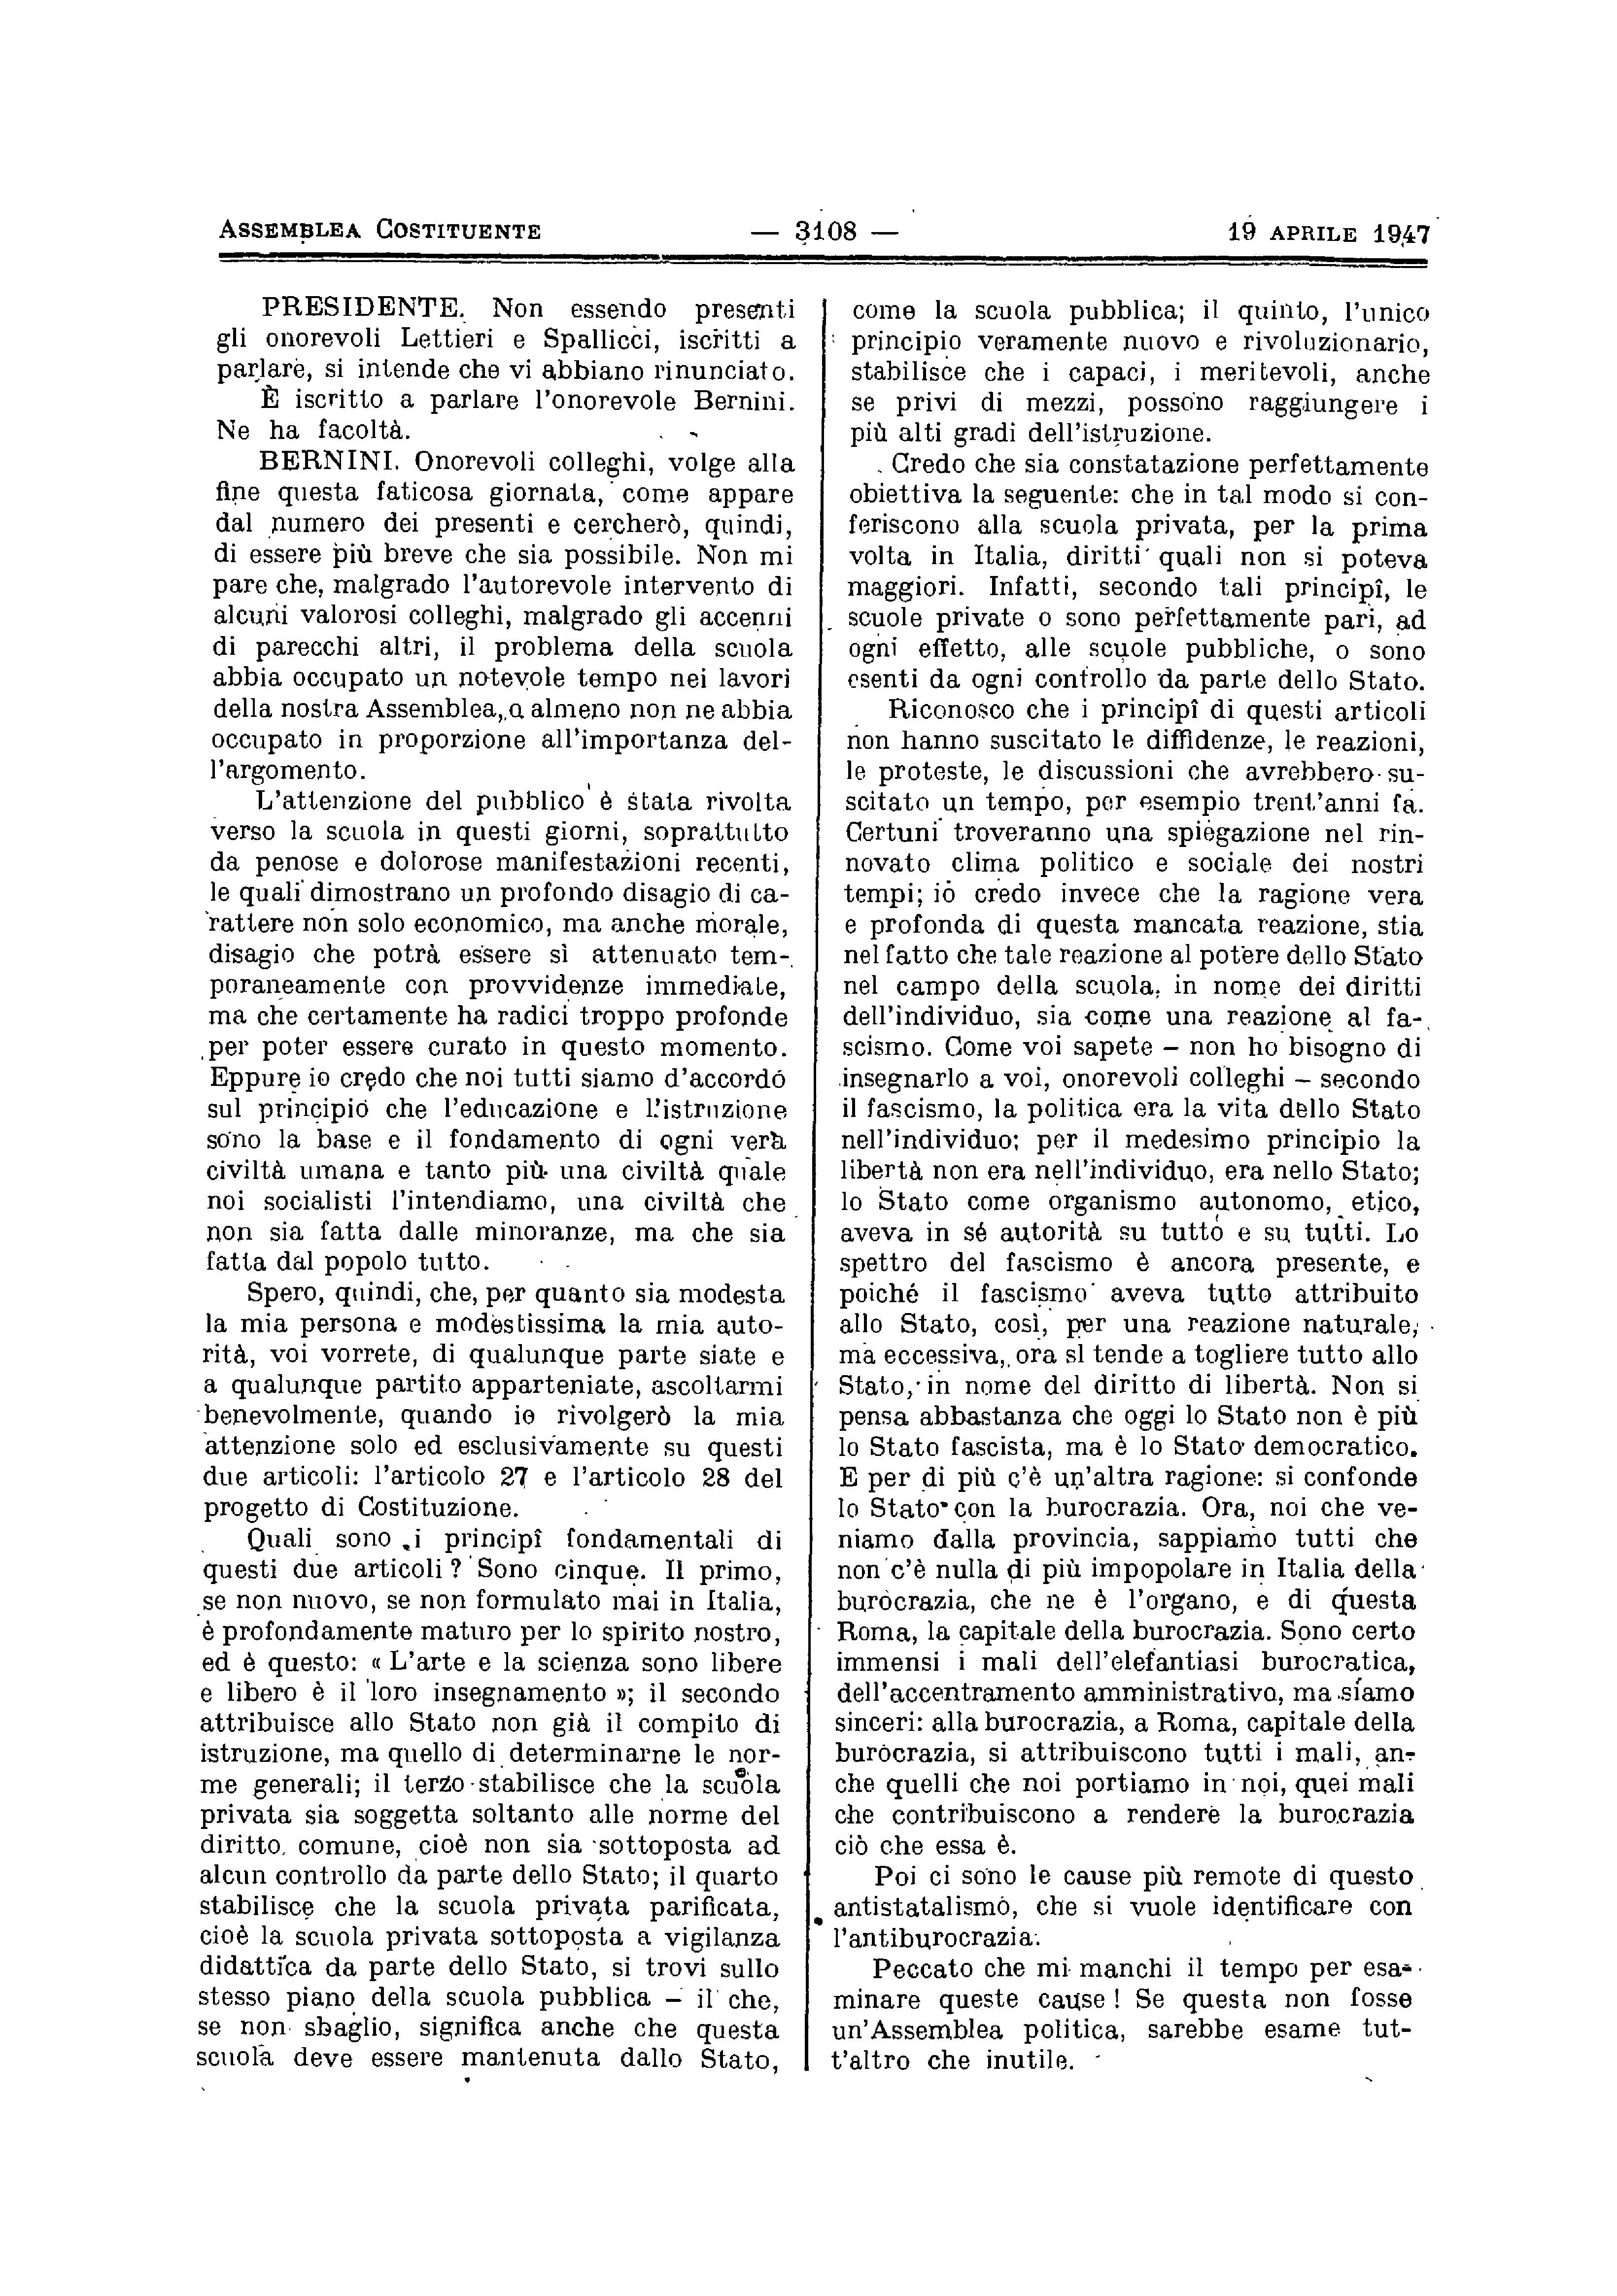 ASSEMBLEA COSTITUENTE — 3108 — 19 APRILE 1947
PRESIDENTE. Non essendo presenti
gli onorevoli Lettieri e Spallicci, iscritti a
parlare, si intende che vi abbiano rinunciato.
È iscritto a parlare l'onorevole Bernini.
Ne ha facoltà.
BERNINI. Onorevoli colleghi, volge alla
fine questa faticosa giornata, come appare
dal numero dei presenti e cercherò, quindi,
di essere più breve che sia possibile. Non mi
pare che, malgrado l'autorevole intervento di
alcuni valorosi colleghi, malgrado gli accenni
di parecchi altri, il problema della scuola
abbia occupato un notevole tempo nei lavori
della nostra Assemblea, o almeno non ne abbia
occupato in proporzione all'importanza del-
l'argomento.
L'attenzione del pubblico è stata rivolta
verso la scuola in questi giorni, soprattutto
da penose e dolorose manifestazioni recenti,
le quali dimostrano un profondo disagio di ca-
rattere non solo economico, ma anche morale,
disagio che potrà essere sì attenuato tem-
poraneamente con provvidenze immediate,
ma che certamente ha radici troppo profonde
per poter essere curato in questo momento.
Eppure io credo che noi tutti siamo d'accordo
sul principio che l'educazione e l'istruzione
sono la base e il fondamento di ogni vera
civiltà umana e tanto più una civiltà quale
noi socialisti l'intendiamo, una civiltà che
non sia fatta dalle minoranze, ma che sia
fatta dal popolo tutto.
Spero, quindi, che, per quanto sia modesta
la mia persona e modestissima la mia auto-
rità, voi vorrete, di qualunque parte siate e
a qualunque partito apparteniate, ascoltarmi
benevolmente, quando io rivolgerò la mia
attenzione solo ed esclusivamente su questi
due articoli: l'articolo 27 e l'articolo 28 del
progetto di Costituzione.
Quali sono i principî fondamentali di
questi due articoli? Sono cinque. Il primo,
se non nuovo, se non formulato mai in Italia,
è profondamente maturo per lo spirito nostro,
ed è questo: « L'arte e la scienza sono libere
e libero è il loro insegnamento »; il secondo
attribuisce allo Stato non già il compito di
istruzione, ma quello di determinarne le nor-
me generali; il terzo stabilisce che la scuola
privata sia soggetta soltanto alle norme del
diritto comune, cioè non sia sottoposta ad
alcun controllo da parte dello Stato; il quarto
stabilisce che la scuola privata parificata,
cioè la scuola privata sottoposta a vigilanza
didattica da parte dello Stato, si trovi sullo
stesso piano della scuola pubblica – il che,
se non sbaglio, significa anche che questa
scuola deve essere mantenuta dallo Stato,
come la scuola pubblica; il quinto, l'unico
principio veramente nuovo e rivoluzionario,
stabilisce che i capaci, i meritevoli, anche
se privi di mezzi, possono raggiungere i
più alti gradi dell'istruzione.
Credo che sia constatazione perfettamente
obiettiva la seguente: che in tal modo si con-
feriscono alla scuola privata, per la prima
volta in Italia, diritti quali non si poteva
maggiori. Infatti, secondo tali principî, le
scuole private o sono perfettamente pari, ad
ogni effetto, alle scuole pubbliche, o sono
esenti da ogni controllo da parte dello Stato.
Riconosco che i principî di questi articoli
non hanno suscitato le diffidenze, le reazioni,
le proteste, le discussioni che avrebbero su-
scitato un tempo, per esempio trent'anni fa.
Certuni troveranno una spiegazione nel rin-
novato clima politico e sociale dei nostri
tempi; io credo invece che la ragione vera
e profonda di questa mancata reazione, stia
nel fatto che tale reazione al potere dello Stato
nel campo della scuola, in nome dei diritti
dell'individuo, sia come una reazione al fa-
scismo. Come voi sapete – non ho bisogno di
insegnarlo a voi, onorevoli colleghi – secondo
il fascismo, la politica era la vita dello Stato
nell'individuo; per il medesimo principio la
libertà non era nell'individuo, era nello Stato;
lo Stato come organismo autonomo, etico,
aveva in sé autorità su tutto e su tutti. Lo
spettro del fascismo è ancora presente, e
poiché il fascismo aveva tutto attribuito
allo Stato, così, per una reazione naturale,
ma eccessiva, ora si tende a togliere tutto allo
Stato, in nome del diritto di libertà. Non si
pensa abbastanza che oggi lo Stato non è più
lo Stato fascista, ma è lo Stato democratico.
E per di più c'è un'altra ragione: si confonde
lo Stato con la burocrazia. Ora, noi che ve-
niamo dalla provincia, sappiamo tutti che
non c'è nulla di più impopolare in Italia della
burocrazia, che ne è l'organo, e di questa
Roma, la capitale della burocrazia. Sono certo
immensi i mali dell'elefantiasi burocratica,
dell'accentramento amministrativo, ma siamo
sinceri: alla burocrazia, a Roma, capitale della
burocrazia, si attribuiscono tutti i mali, an-
che quelli che noi portiamo in noi, quei mali
che contribuiscono a rendere la burocrazia
ciò che essa è.
Poi ci sono le cause più remote di questo
antistatalismo, che si vuole identificare con
l'antiburocrazia.
Peccato che mi manchi il tempo per esa-
minare queste cause! Se questa non fosse
un'Assemblea politica, sarebbe esame tut-
t'altro che inutile.